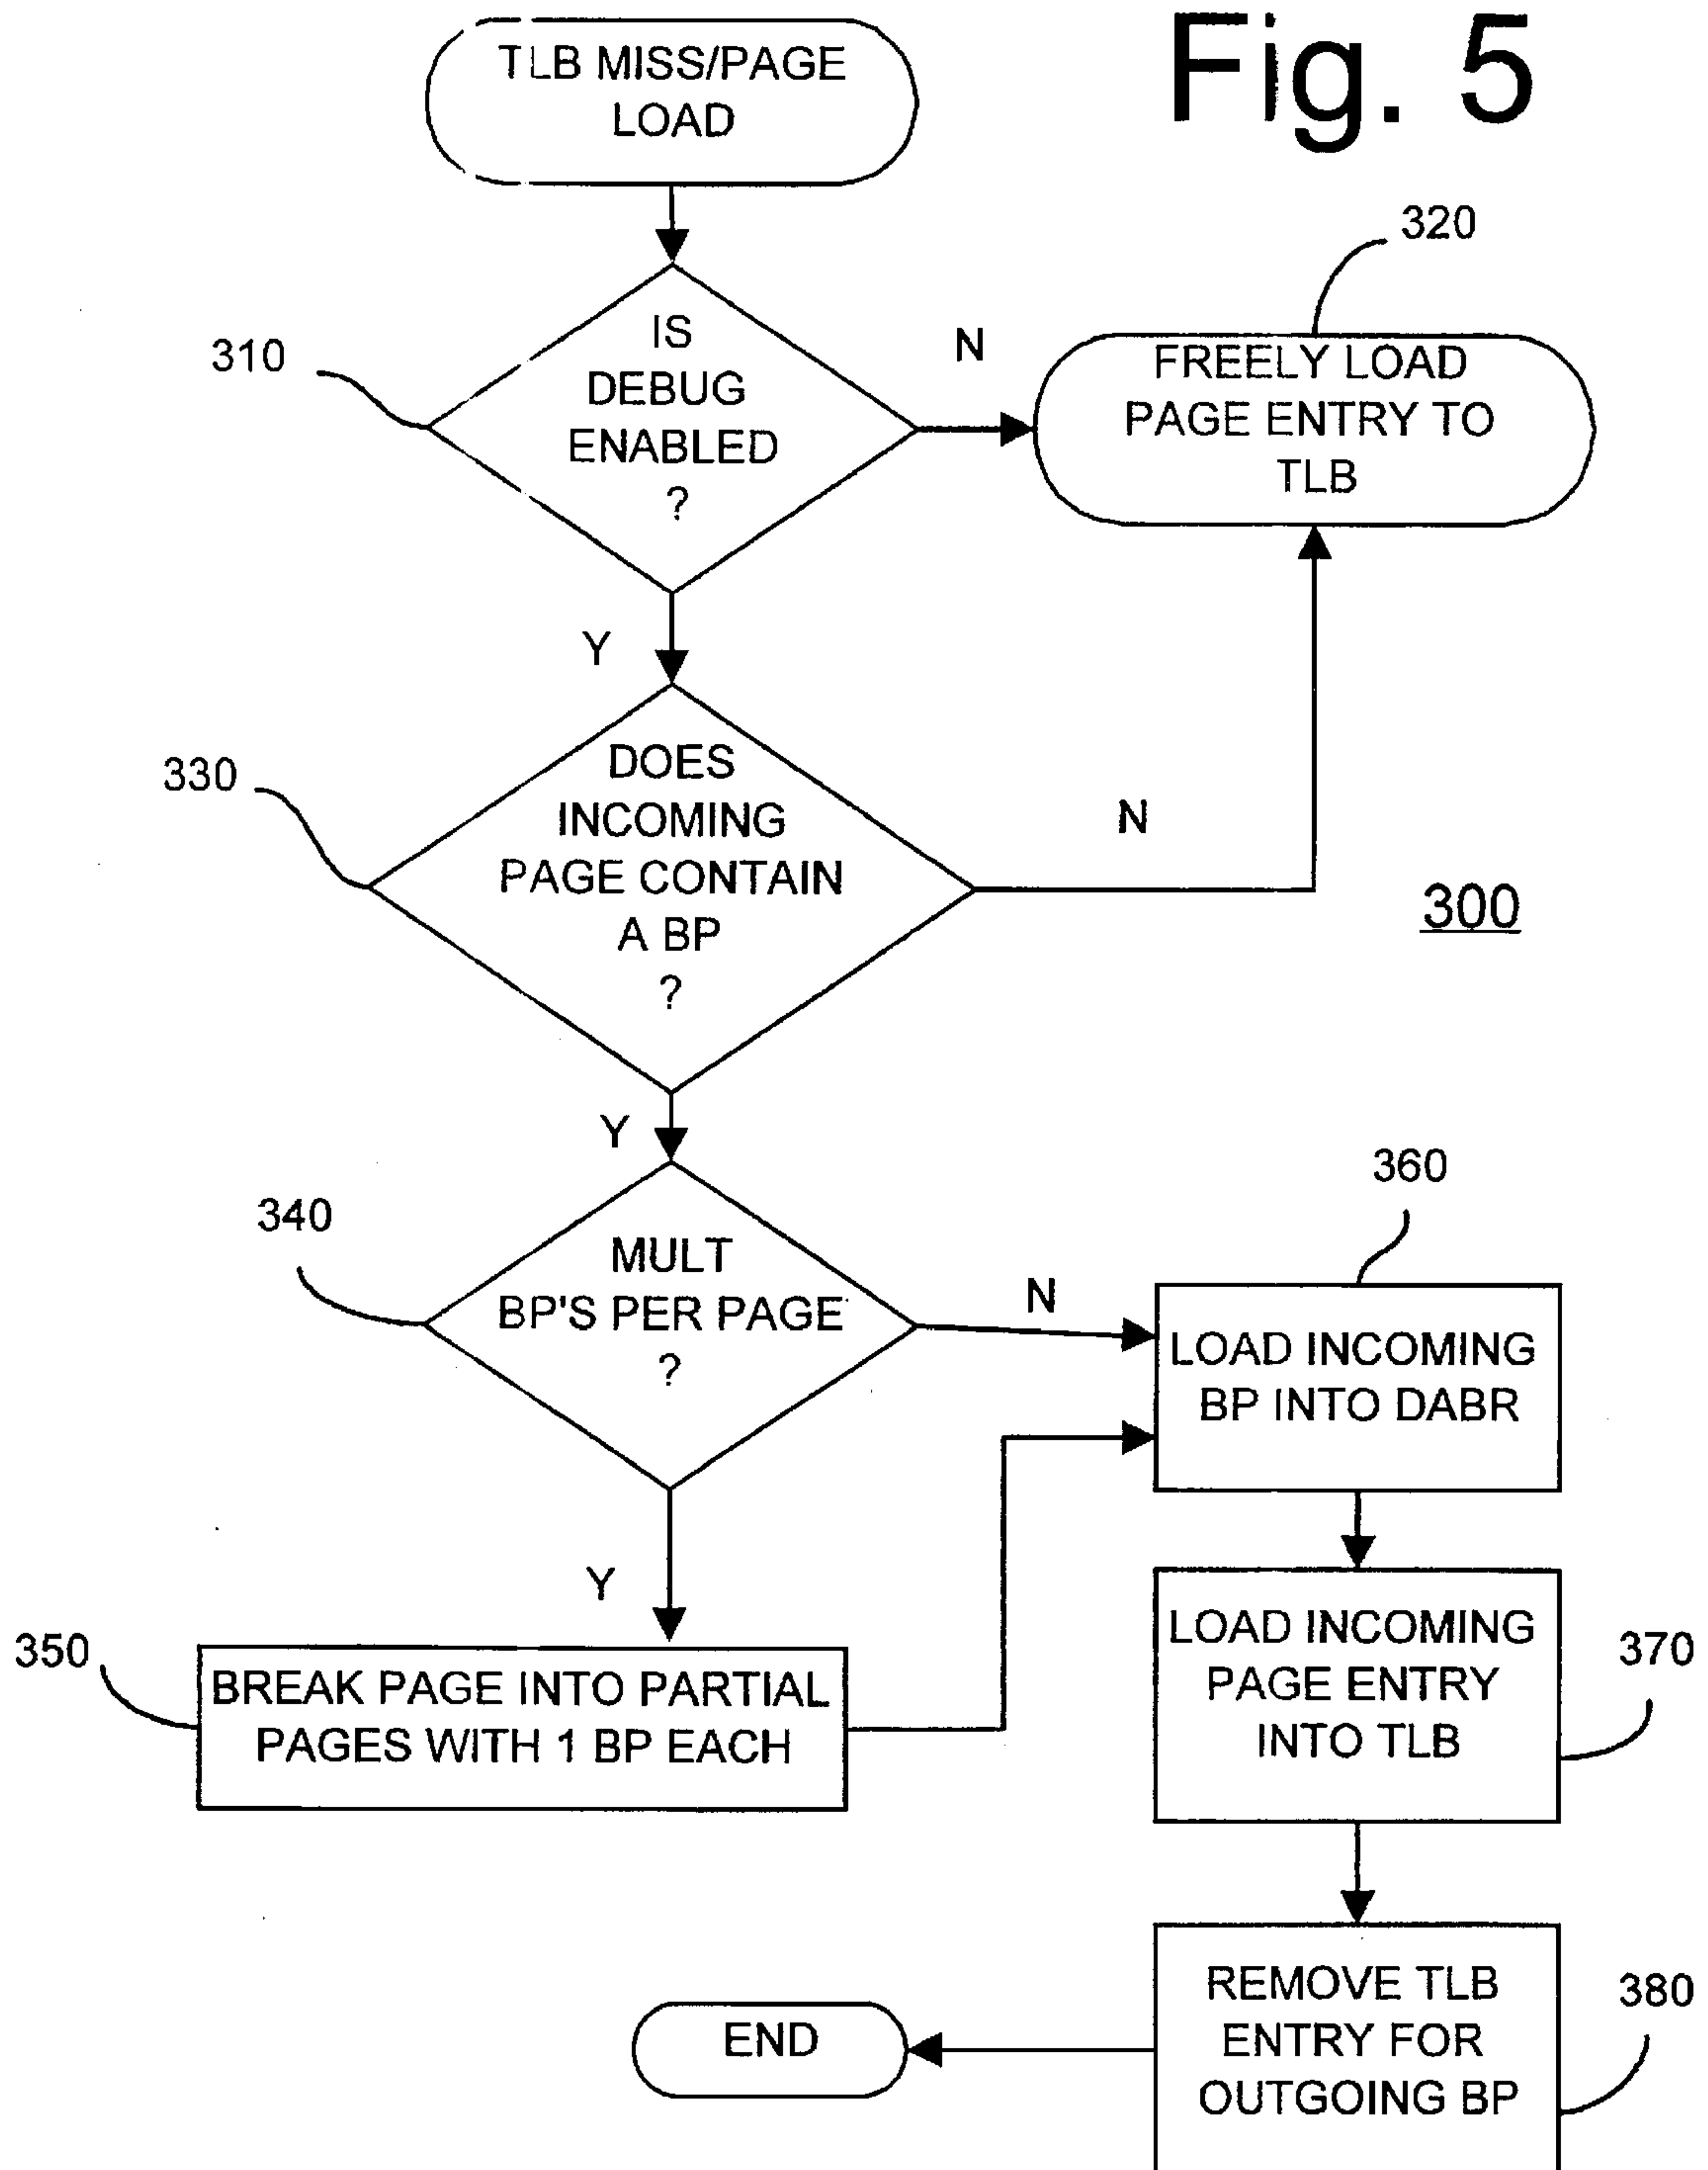 Fig. 5
TLB MISS/PAGE
LOAD
320
310
IS
DEBUG
ENABLED
?
N
FREELY LOAD
PAGE ENTRY TO
TLB
Y
330
DOES
INCOMING
PAGE CONTAIN
A BP
?
N
300
Y
340
MULT
BP'S PER PAGE
?
N
360
LOAD INCOMING
BP INTO DABR
Y
350
BREAK PAGE INTO PARTIAL
PAGES WITH 1 BP EACH
LOAD INCOMING
PAGE ENTRY
INTO TLB
370
REMOVE TLB
ENTRY FOR
OUTGOING BP
380
END